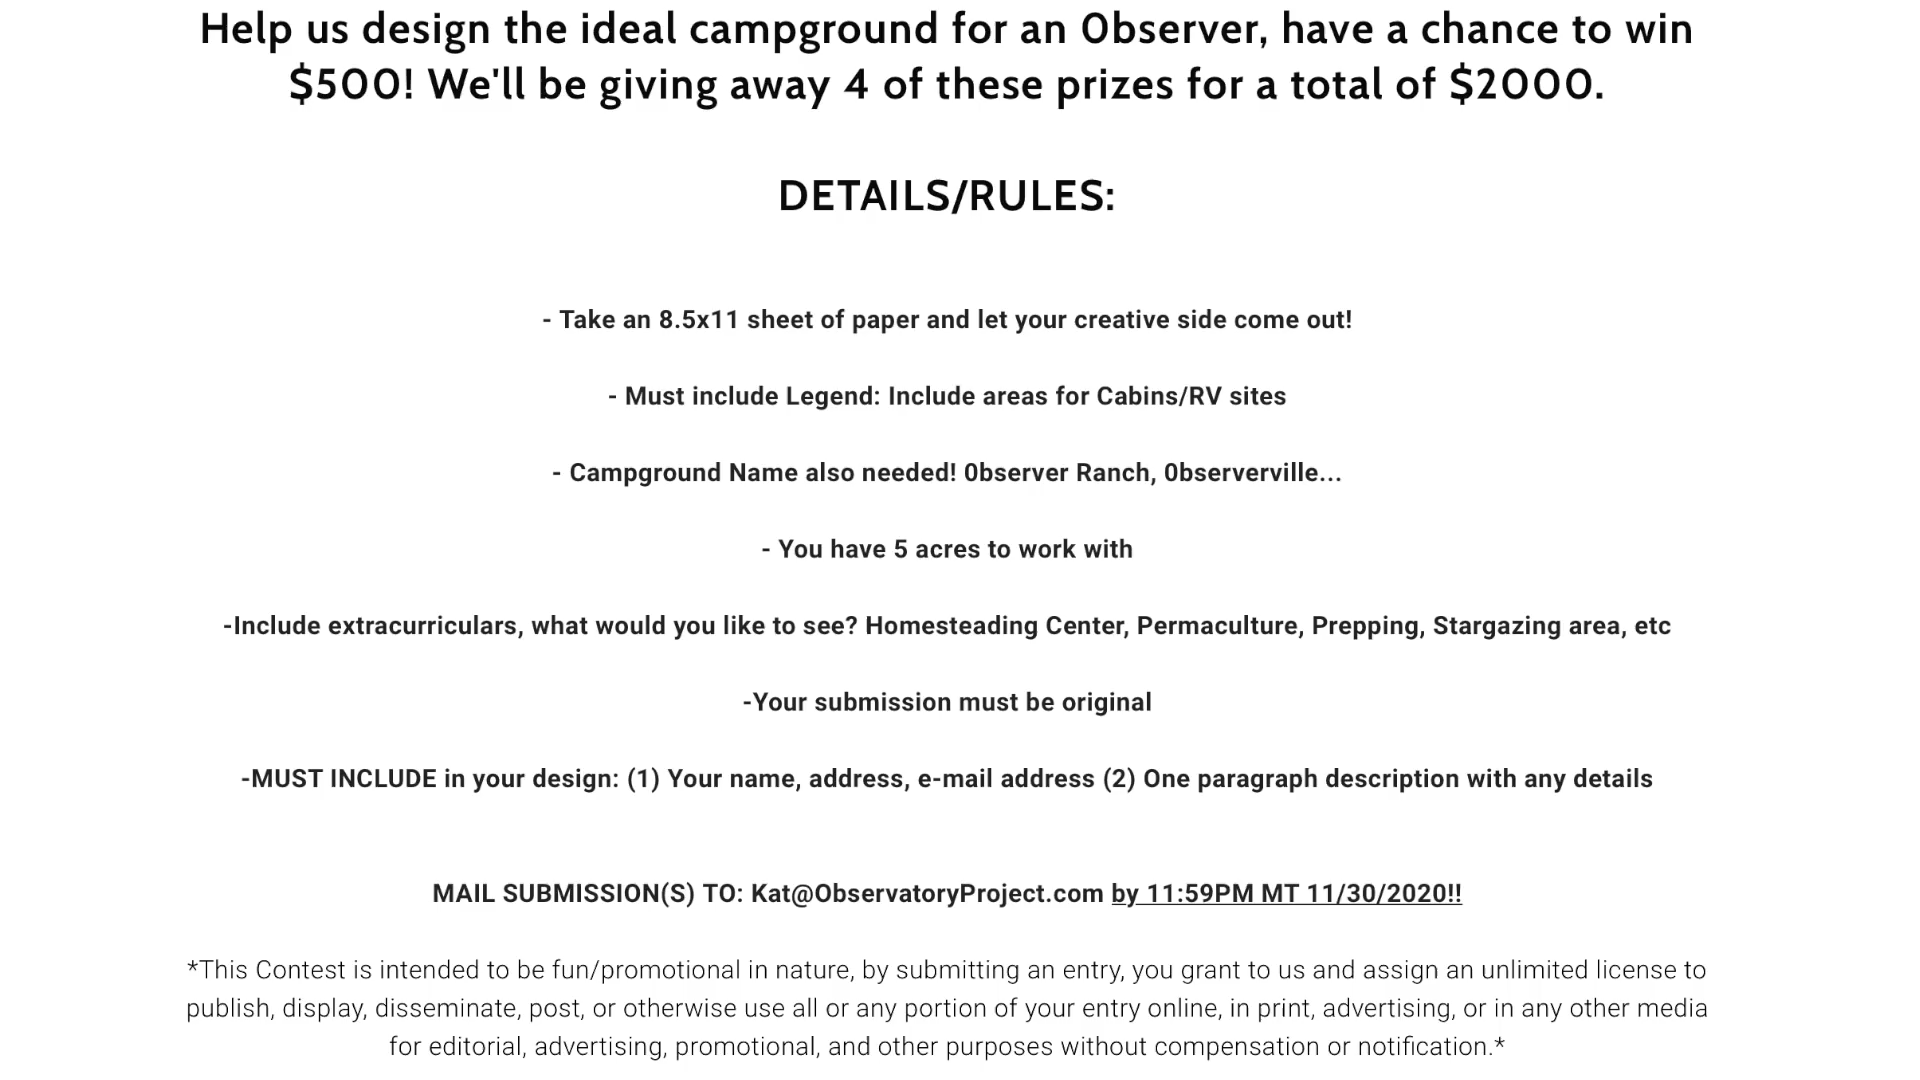 Help us design the ideal campground for an 0bserver, have a chance to win
$500! We'll be giving away 4 of these prizes for a total of $2000.
DETAILS/RULES:
- Take an 8.5x11 sheet of paper and let your creative side come out!
- Must include Legend: Include areas for Cabins/RV sites
- Campground Name also needed! 0bserver Ranch, 0bserverville...
- You have 5 acres to work with
-Include extracurriculars, what would you like to see? Homesteading Center, Permaculture, Prepping, Stargazing area, etc
-Your submission must be original
-MUST INCLUDE in your design: (1) Your name, address, e-mail address (2) One paragraph description with any details
MAIL SUBMISSION(S) TO: Kat@ObservatoryProject.com by 11:59PM MT 11/30/2020!!
*This Contest is intended to be fun/promotional in nature, by submitting an entry, you grant to us and assign an unlimited license to
publish, display, disseminate, post, or otherwise use all or any portion of your entry online, in print, advertising, or in any other media
for editorial, advertising, promotional, and other purposes without compensation or notification.*